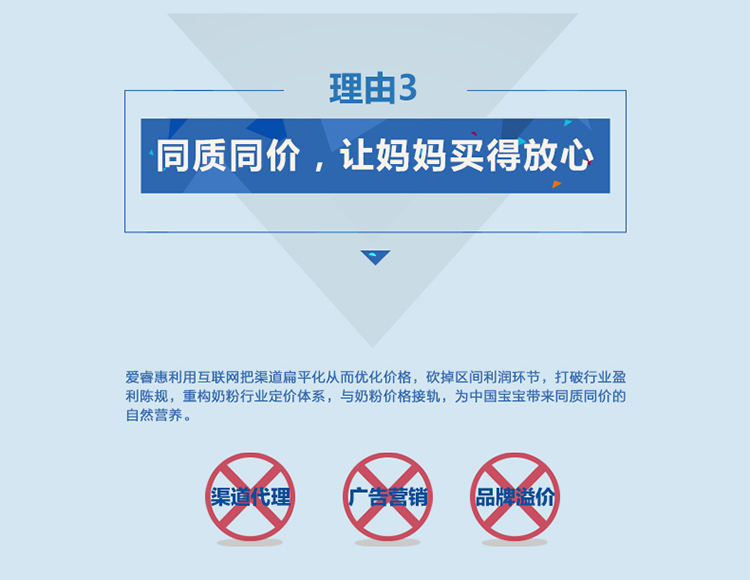 理由3
同质同价，让妈妈买得放心
爱睿惠利用互联网把渠道扁平化从而优化价格，砍掉区间利润环节，打破行业盈
利陈规，重构奶粉行业定价体系，与奶粉价格接轨，为中国宝宝带来同质同价的
自然营养。
渠道代理
广告营销
品牌溢价